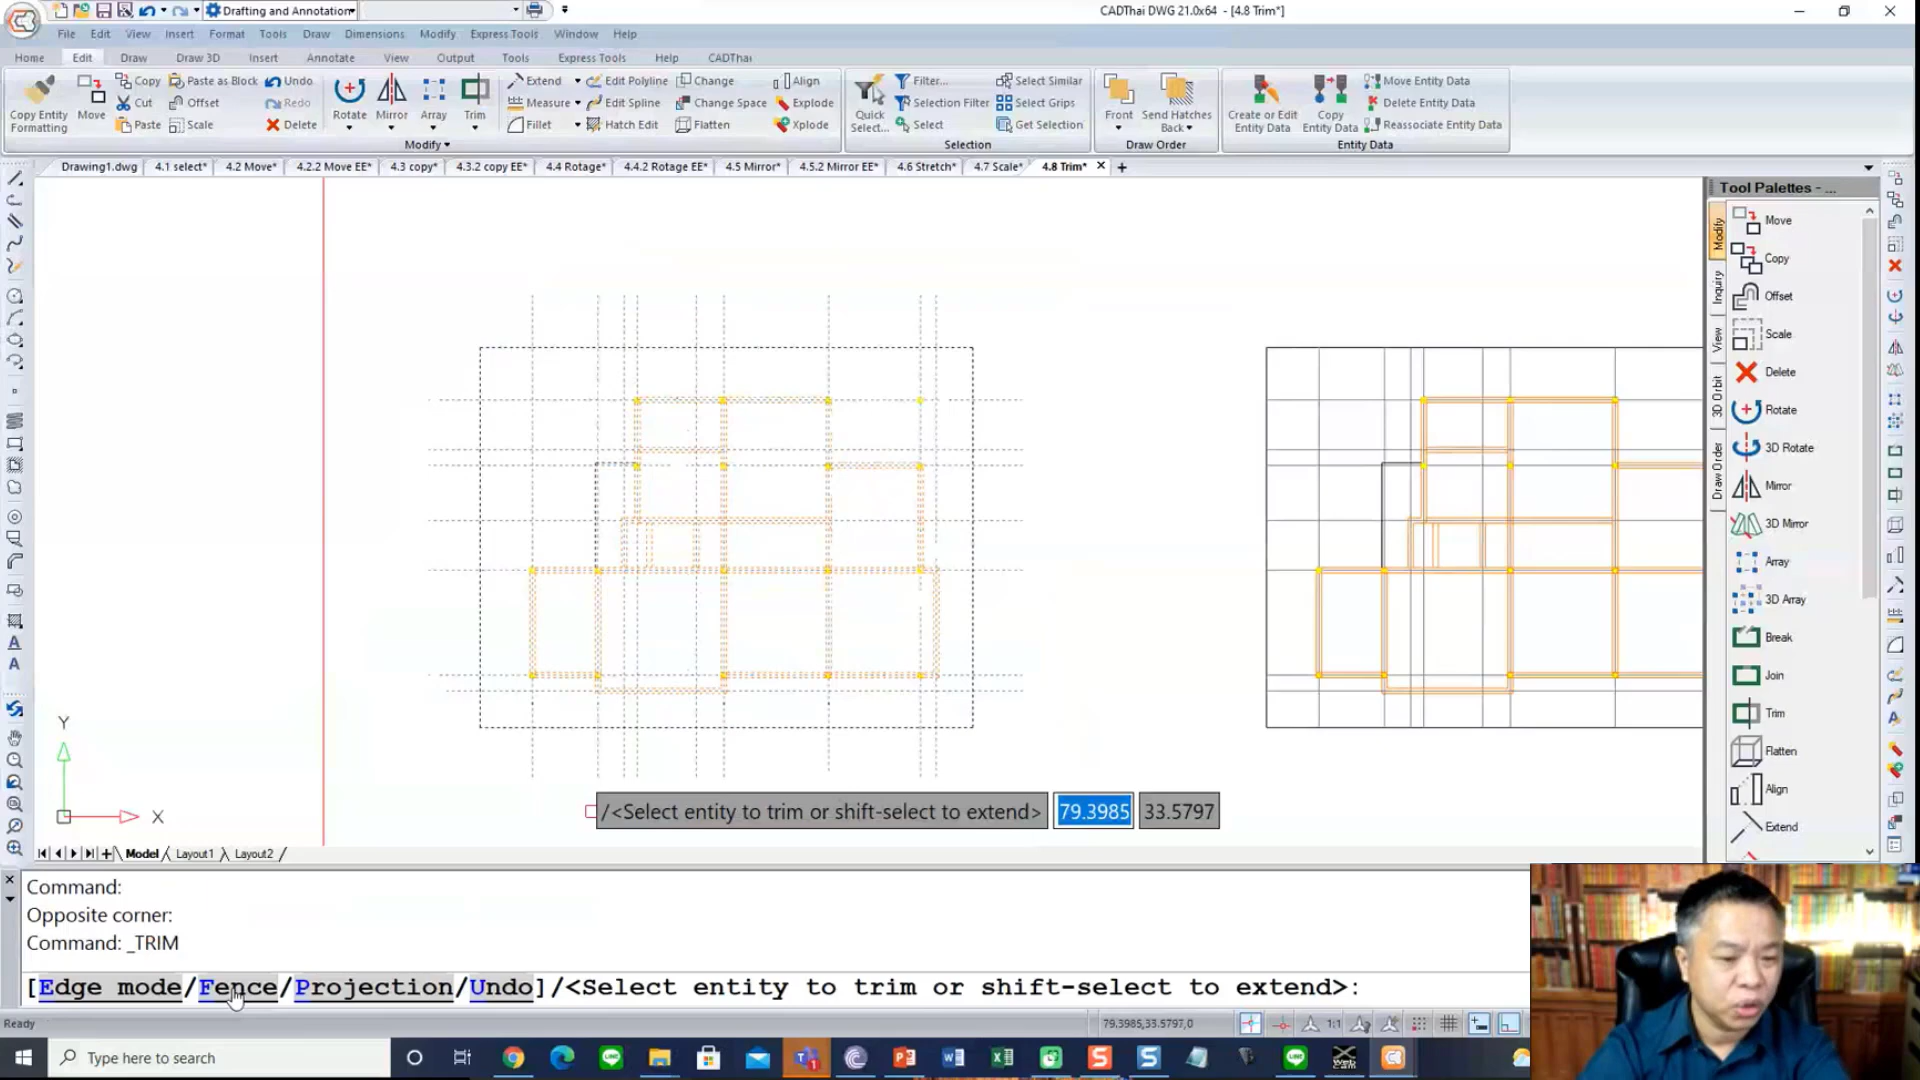 Drafting and Annotation
CADThai DWG 21.0x64 - [4.8 Trim*]
File Edit View Insert Format Tools Draw Dimensions Modify Express Tools Window Help
Home Edit Draw Draw 3D Insert Annotate View Output Tools Express Tools Help CADThai
Copy Entity Formatting
Move
Copy
Cut
Paste
Paste as Block
Offset
Scale
Undo
Redo
Delete
Rotate
Mirror
Array
Trim
Extend
Measure
Fillet
Edit Polyline
Edit Spline
Hatch Edit
Change
Change Space
Flatten
Align
Explode
Xplode
Modify
Quick Select...
Filter...
Selection Filter
Select
Select Similar
Select Grips
Get Selection
Selection
Front
Send Hatches Back
Draw Order
Create or Edit Entity Data
Copy Entity Data
Move Entity Data
Delete Entity Data
Reassociate Entity Data
Entity Data
Drawing1.dwg 4.1 select* 4.2 Move* 4.2.2 Move EE* 4.3 copy* 4.3.2 copy EE* 4.4 Rotage* 4.4.2 Rotage EE* 4.5 Mirror* 4.5.2 Mirror EE* 4.6 Stretch* 4.7 Scale* 4.8 Trim*
Tool Palettes - ...
Modify
Inquiry
View
3D Orbit
Draw Order
Move
Copy
Offset
Scale
Delete
Rotate
3D Rotate
Mirror
3D Mirror
Array
3D Array
Break
Join
Trim
Flatten
Align
Extend
Y
X
/<Select entity to trim or shift-select to extend> 79.3985 33.5797
Model Layout1 Layout2
Command:
Opposite corner:
Command: _TRIM
[Edge mode/Fence/Projection/Undo]/<Select entity to trim or shift-select to extend>:
Ready
79.3985,33.5797,0
1:1
Type here to search